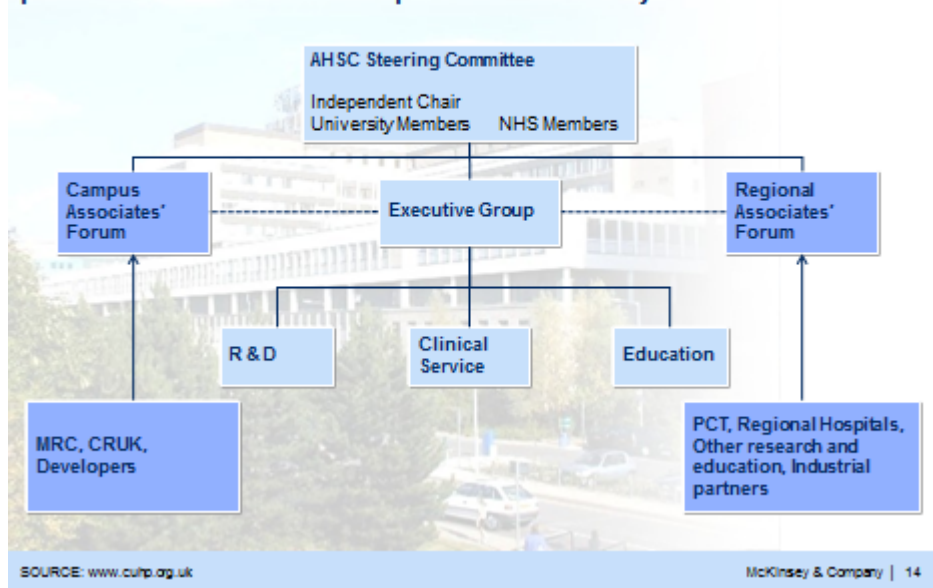 AHSC Steering Committee
Independent Chair
University Members NHS Members
Campus
Associates'
Forum
Executive Group
Regional
Associates'
Forum
R & D
Clinical
Service
Education
MRC, CRUK,
Developers
PCT, Regional Hospitals,
Other research and
education, Industrial
partners
SOURCE: www.cuhp.org.uk
McKinsey & Company | 14